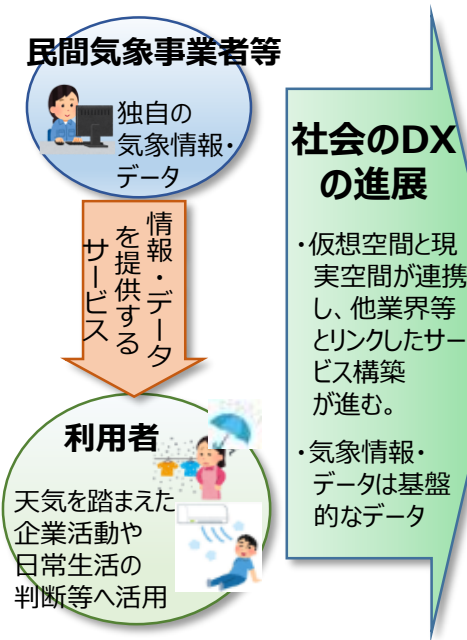 民間気象事業者等
独自の
気象情報・
データ
情報・データ
を提供する
サービス
利用者
天気を踏まえた
企業活動や
日常生活の
判断等へ活用
社会のDX
の進展
・仮想空間と現
実空間が連携
し、他業界等
とリンクしたサー
ビス構築
が進む。
・気象情報・
データは基盤
的なデータ